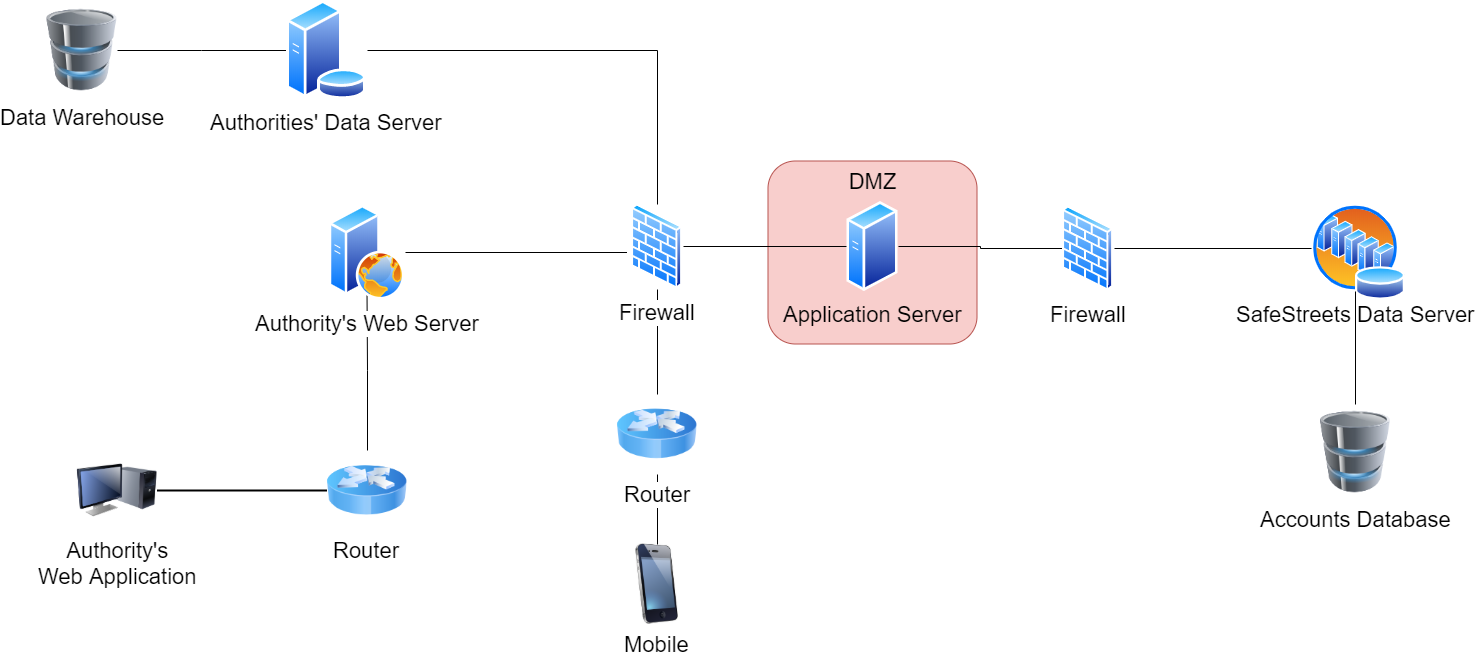 Data Warehouse
Authorities' Data Server
DMZ
Authority's Web Server
Firewall
Application Server
Firewall
SafeStreets Data Server
Router
Accounts Database
Authority's
Web Application
Router
Mobile